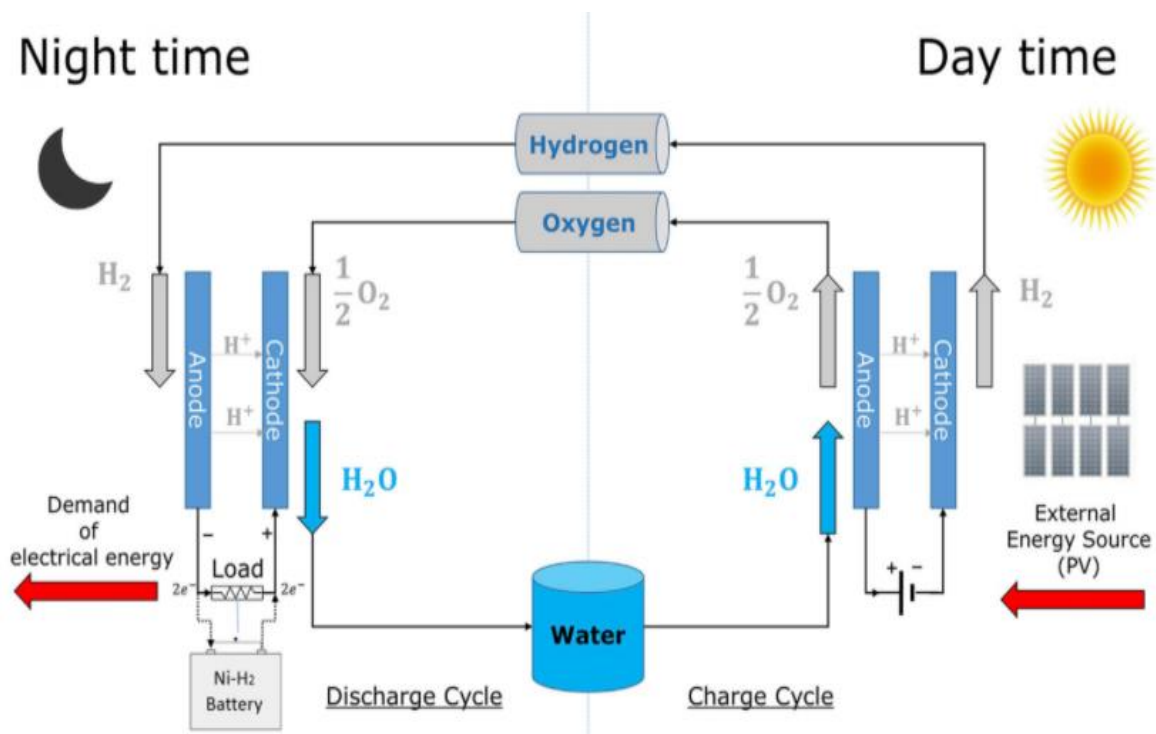 Night time
Day time
Hydrogen
Oxygen
H₂
1/2 O₂
1/2 O₂
H₂
H⁺
H⁺
Anode
Cathode
H⁺
H⁺
Anode
Cathode
H₂O
H₂O
Demand
of
electrical energy
External
Energy Source
(PV)
− +
Load
2e⁻ 2e⁻
+ −
Water
Ni-H₂
Battery
Discharge Cycle
Charge Cycle